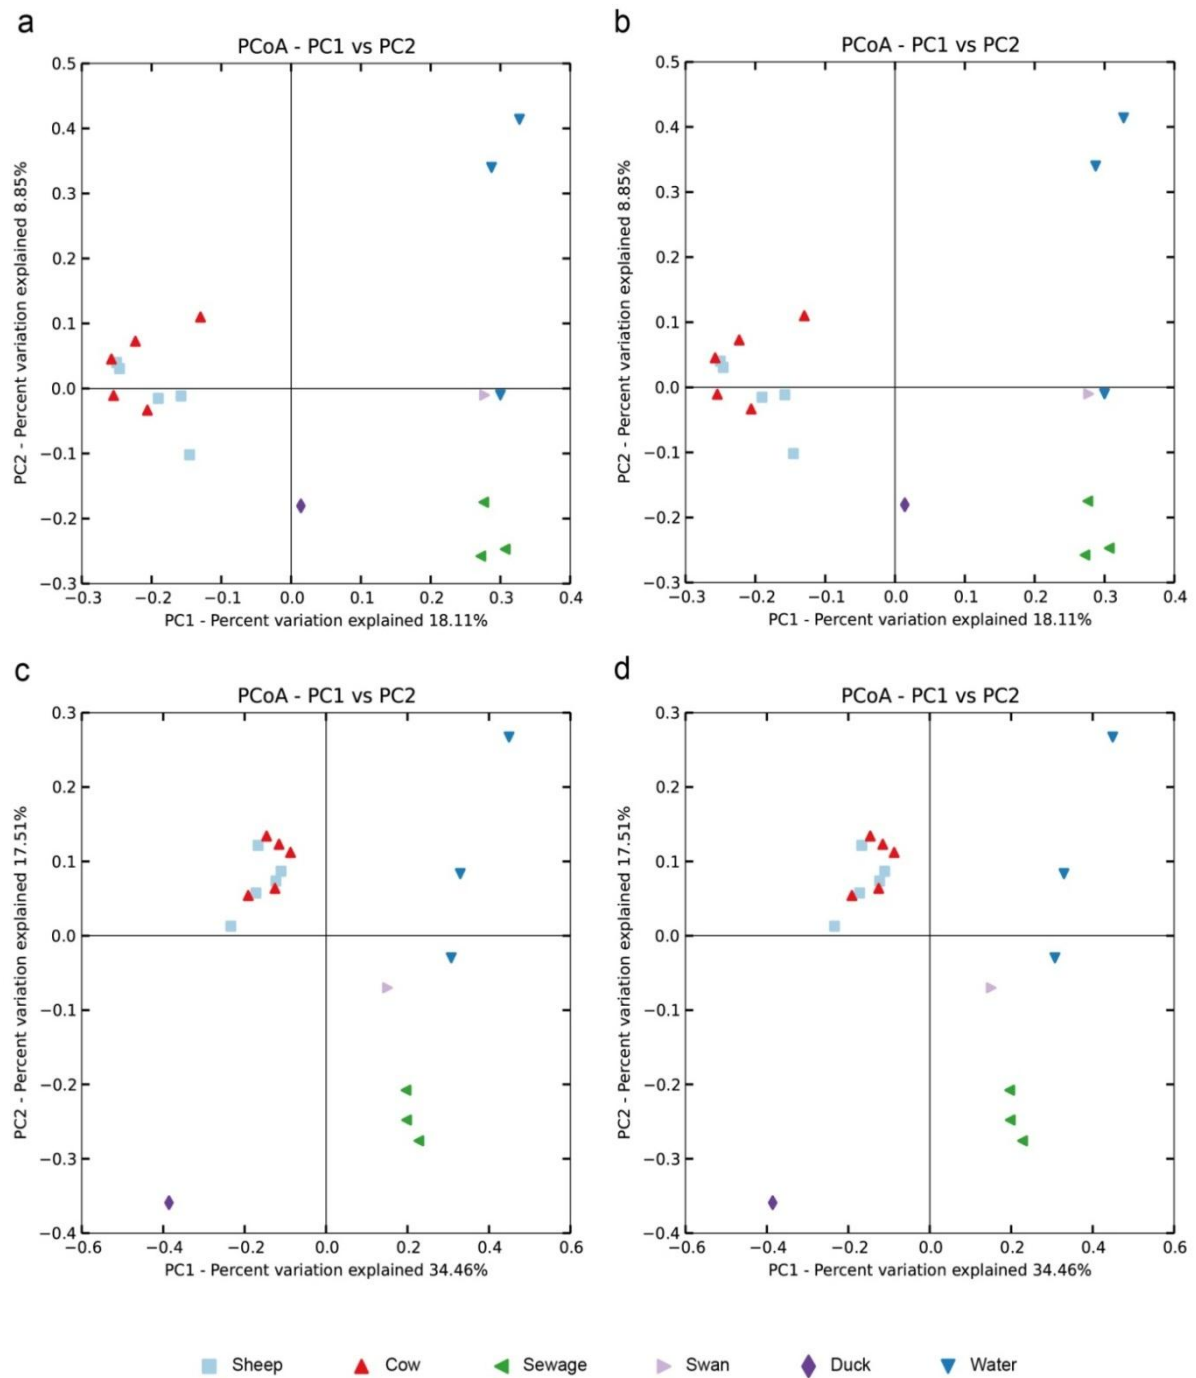 a
PCoA - PC1 vs PC2
0.5
0.4
0.3
0.2
0.1
0.0
−0.1
−0.2
−0.3
−0.3 −0.2 −0.1 0.0 0.1 0.2 0.3 0.4
PC2 - Percent variation explained 8.85%
PC1 - Percent variation explained 18.11%
b
PCoA - PC1 vs PC2
0.5
0.4
0.3
0.2
0.1
0.0
−0.1
−0.2
−0.3
−0.3 −0.2 −0.1 0.0 0.1 0.2 0.3 0.4
PC2 - Percent variation explained 8.85%
PC1 - Percent variation explained 18.11%
c
PCoA - PC1 vs PC2
0.3
0.2
0.1
0.0
−0.1
−0.2
−0.3
−0.4
−0.6 −0.4 −0.2 0.0 0.2 0.4 0.6
PC2 - Percent variation explained 17.51%
PC1 - Percent variation explained 34.46%
d
PCoA - PC1 vs PC2
0.3
0.2
0.1
0.0
−0.1
−0.2
−0.3
−0.4
−0.6 −0.4 −0.2 0.0 0.2 0.4 0.6
PC2 - Percent variation explained 17.51%
PC1 - Percent variation explained 34.46%
Sheep Cow Sewage Swan Duck Water